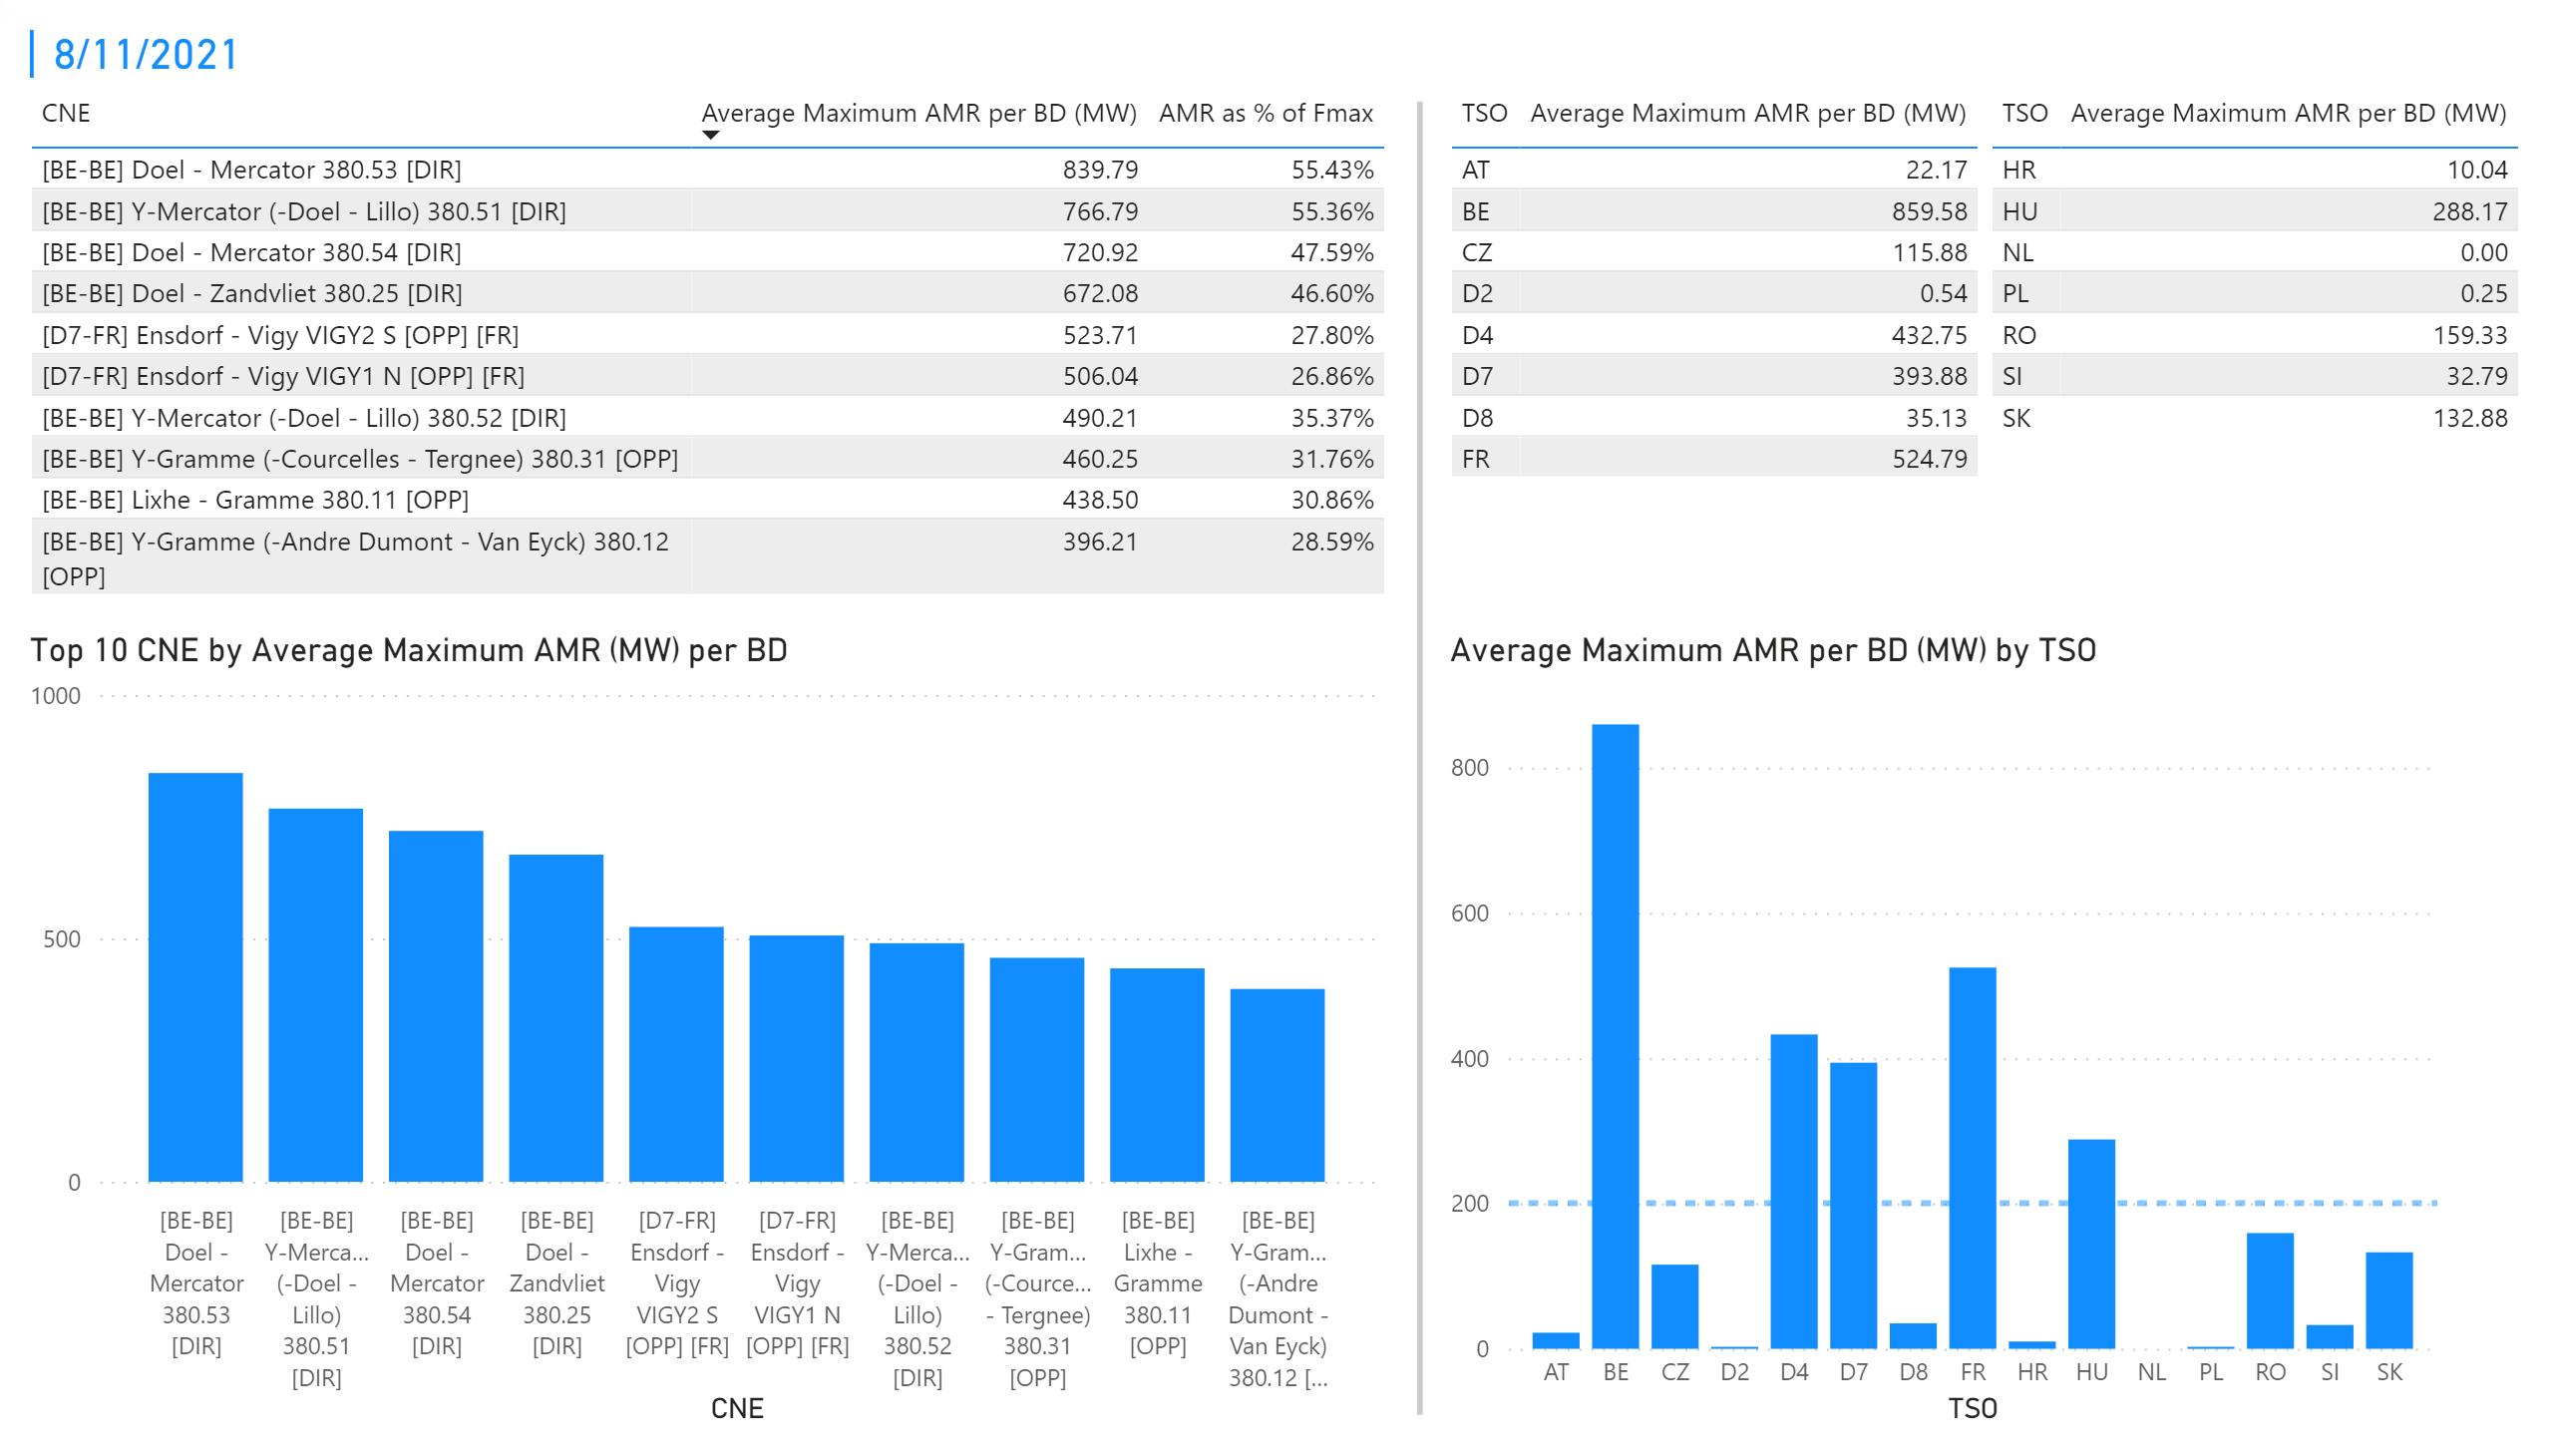 8/11/2021
CNE Average Maximum AMR per BD (MW) AMR as % of Fmax
[BE-BE] Doel - Mercator 380.53 [DIR] 839.79 55.43%
[BE-BE] Y-Mercator (-Doel - Lillo) 380.51 [DIR] 766.79 55.36%
[BE-BE] Doel - Mercator 380.54 [DIR] 720.92 47.59%
[BE-BE] Doel - Zandvliet 380.25 [DIR] 672.08 46.60%
[D7-FR] Ensdorf - Vigy VIGY2 S [OPP] [FR] 523.71 27.80%
[D7-FR] Ensdorf - Vigy VIGY1 N [OPP] [FR] 506.04 26.86%
[BE-BE] Y-Mercator (-Doel - Lillo) 380.52 [DIR] 490.21 35.37%
[BE-BE] Y-Gramme (-Courcelles - Tergnee) 380.31 [OPP] 460.25 31.76%
[BE-BE] Lixhe - Gramme 380.11 [OPP] 438.50 30.86%
[BE-BE] Y-Gramme (-Andre Dumont - Van Eyck) 380.12 396.21 28.59%
[OPP]
TSO Average Maximum AMR per BD (MW)
AT 22.17
BE 859.58
CZ 115.88
D2 0.54
D4 432.75
D7 393.88
D8 35.13
FR 524.79
TSO Average Maximum AMR per BD (MW)
HR 10.04
HU 288.17
NL 0.00
PL 0.25
RO 159.33
SI 32.79
SK 132.88
Top 10 CNE by Average Maximum AMR (MW) per BD
1000
500
0
[BE-BE]
Doel -
Mercator
380.53
[DIR]
[BE-BE]
Y-Merca...
(-Doel -
Lillo)
380.51
[DIR]
[BE-BE]
Doel -
Mercator
380.54
[DIR]
[BE-BE]
Doel -
Zandvliet
380.25
[DIR]
[D7-FR]
Ensdorf -
Vigy
VIGY2 S
[OPP] [FR]
[D7-FR]
Ensdorf -
Vigy
VIGY1 N
[OPP] [FR]
[BE-BE]
Y-Merca...
(-Doel -
Lillo)
380.52
[DIR]
[BE-BE]
Y-Gram...
(-Cource...
- Tergnee)
380.31
[OPP]
[BE-BE]
Lixhe -
Gramme
380.11
[OPP]
[BE-BE]
Y-Gram...
(-Andre
Dumont -
Van Eyck)
380.12 [...
CNE
Average Maximum AMR per BD (MW) by TSO
800
600
400
200
0
AT BE CZ D2 D4 D7 D8 FR HR HU NL PL RO SI SK
TSO